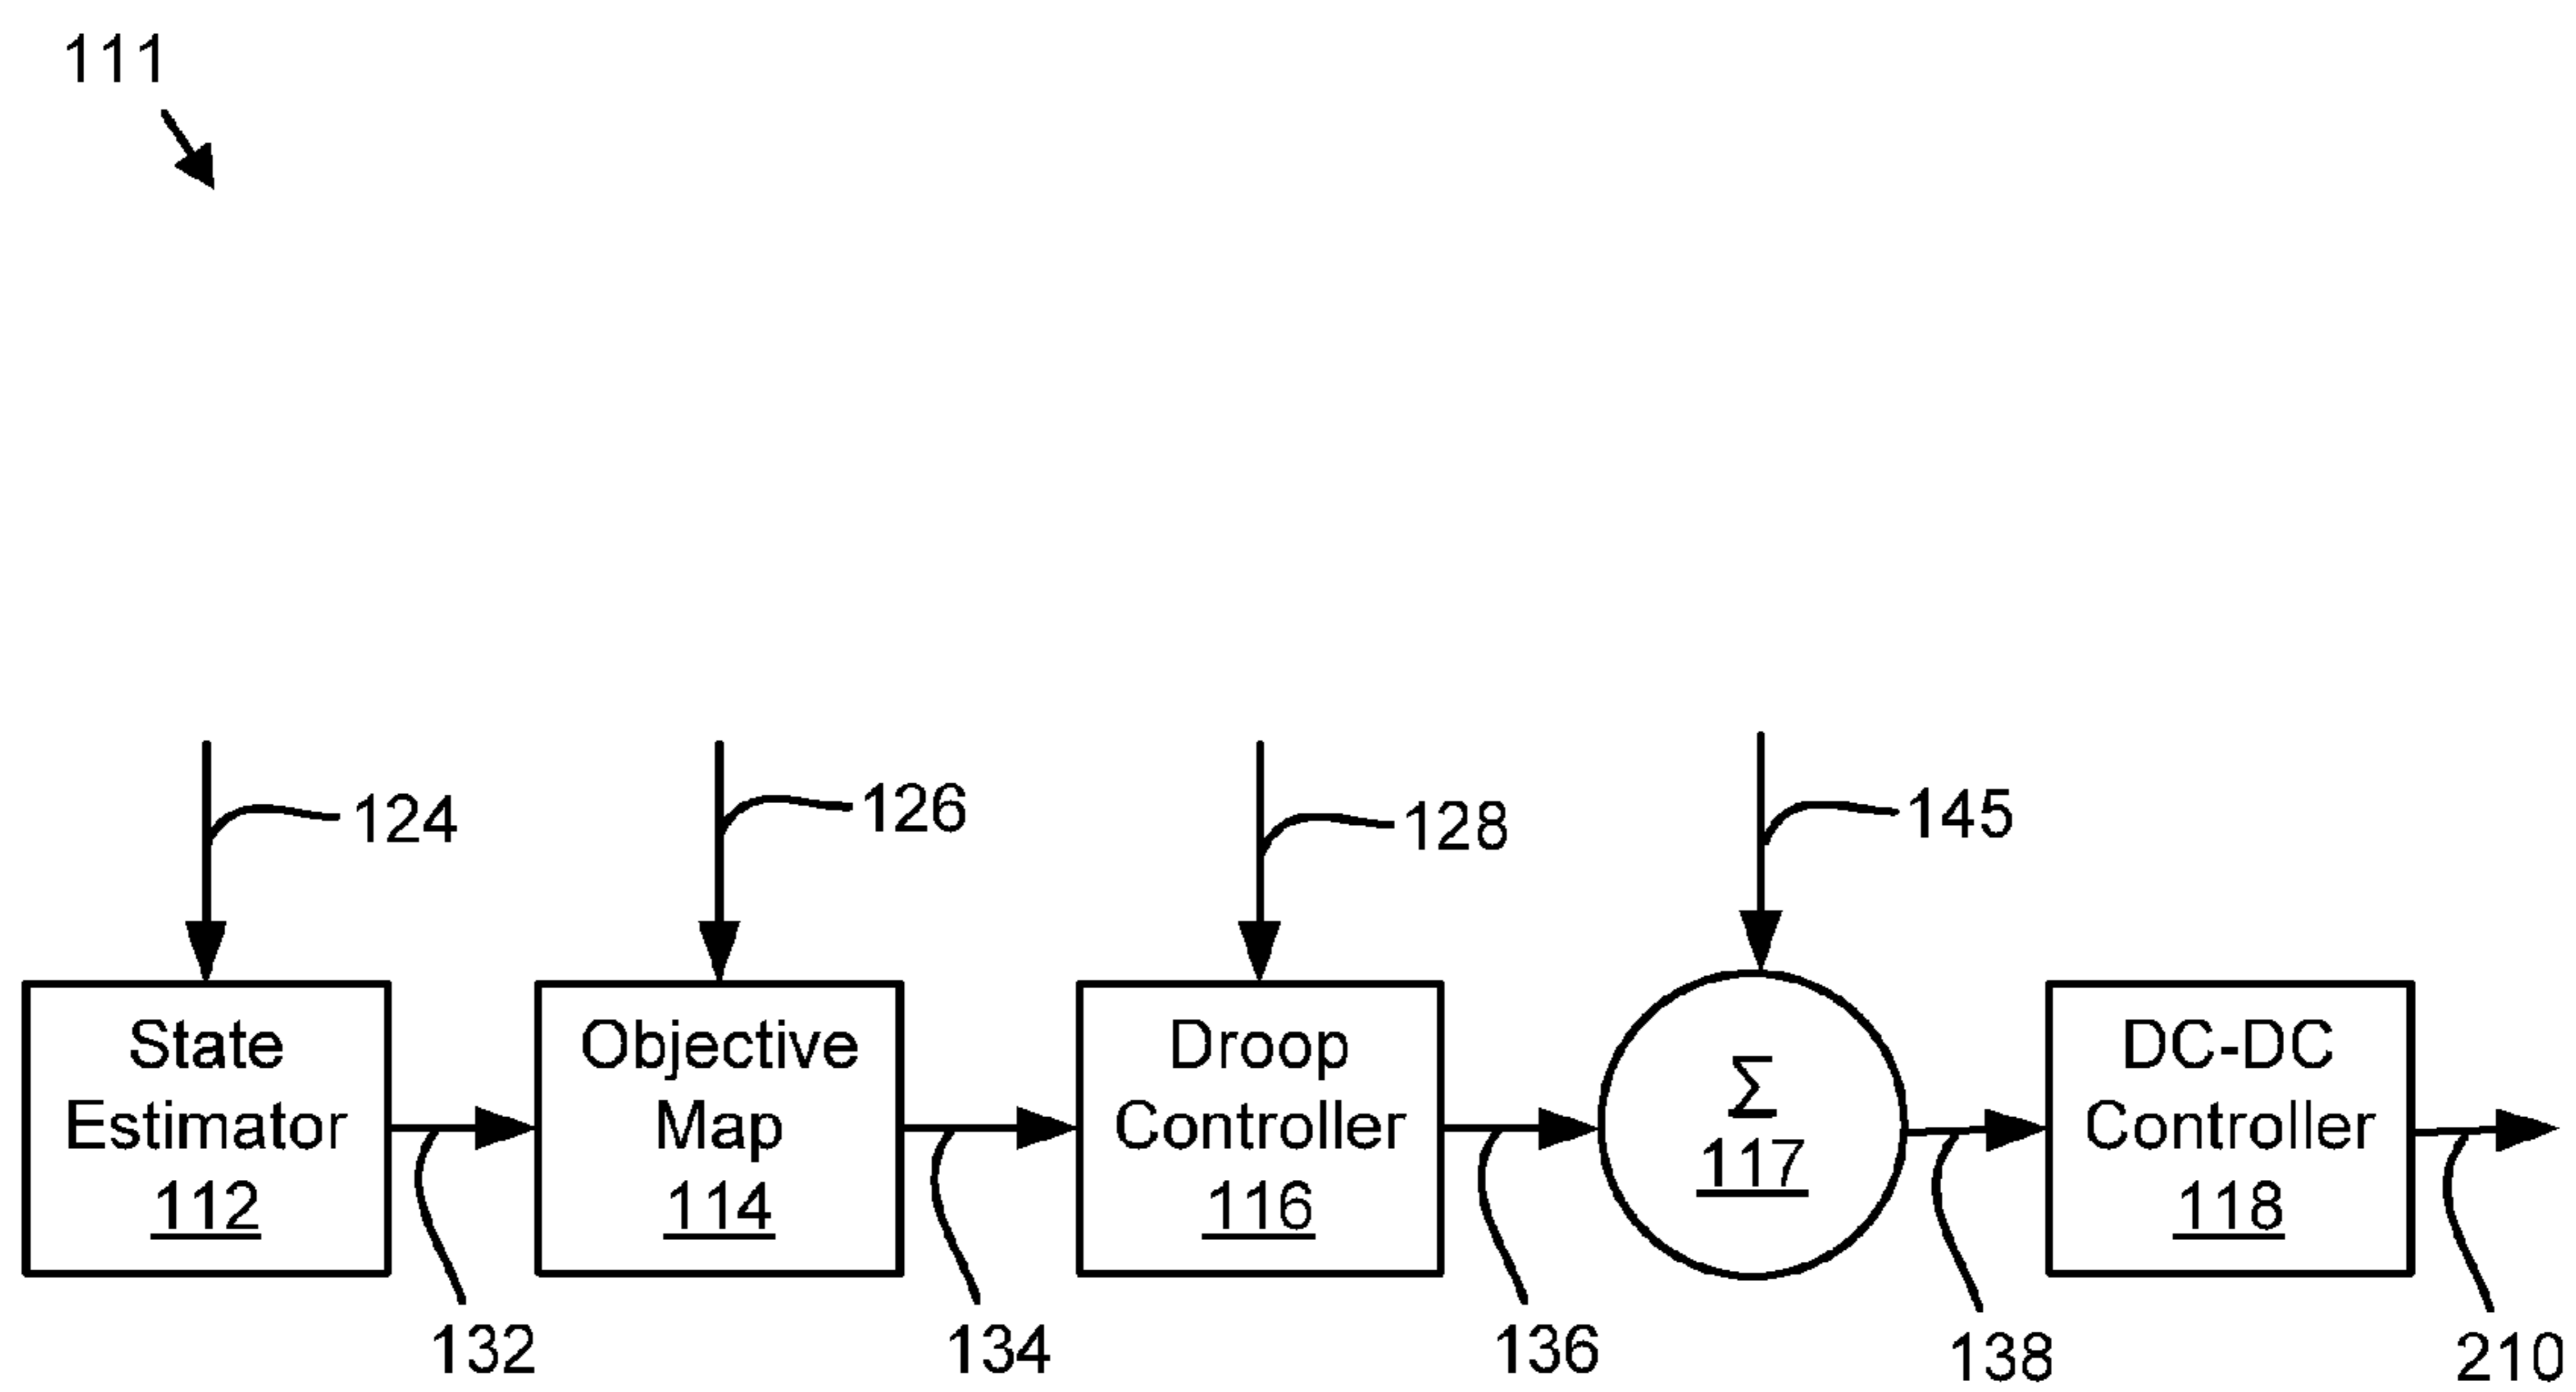 111
124
126
128
145
State
Estimator
112
Objective
Map
114
Droop
Controller
116
Σ
117
DC-DC
Controller
118
132
134
136
138
210